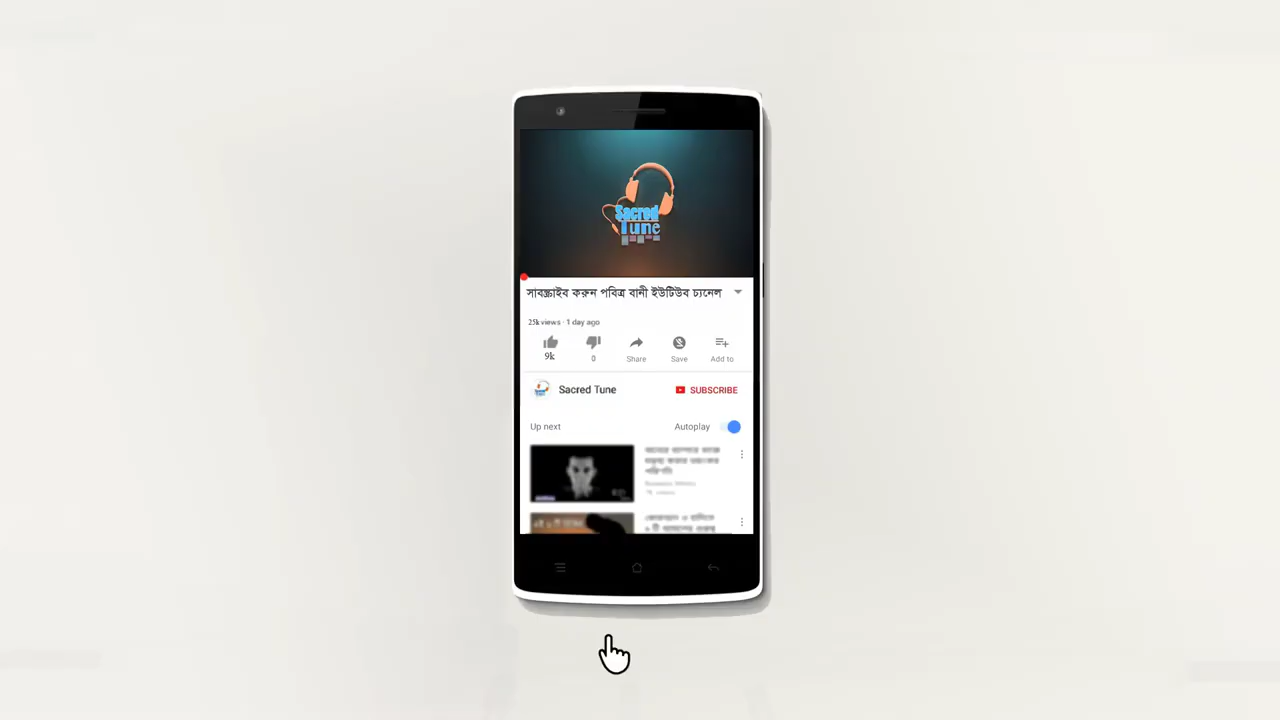 Sacred
Tune
সাবস্ক্রাইব করুন পবিত্র বানী ইউটিউব চ্যনেল
25k views · 1 day ago
9k
0
Share
Save
Add to
Sacred Tune
SUBSCRIBE
Up next
Autoplay